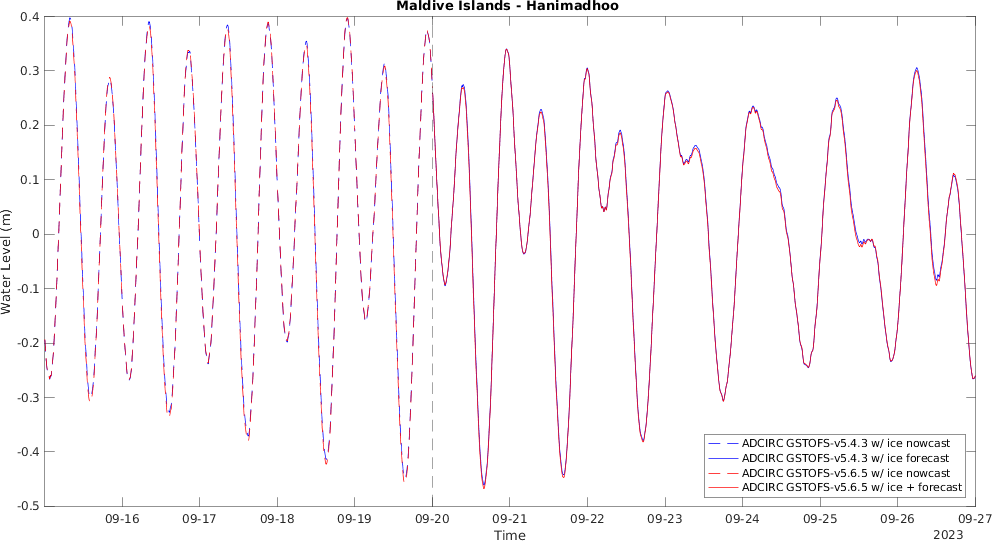 Maldive Islands - Hanimadhoo
Water Level (m)
0.4
0.3
0.2
0.1
0
-0.1
-0.2
-0.3
-0.4
-0.5
ADCIRC GSTOFS-v5.4.3 w/ ice nowcast
ADCIRC GSTOFS-v5.4.3 w/ ice forecast
ADCIRC GSTOFS-v5.6.5 w/ ice nowcast
ADCIRC GSTOFS-v5.6.5 w/ ice + forecast
09-16 09-17 09-18 09-19 09-20 09-21 09-22 09-23 09-24 09-25 09-26 09-27
Time
2023